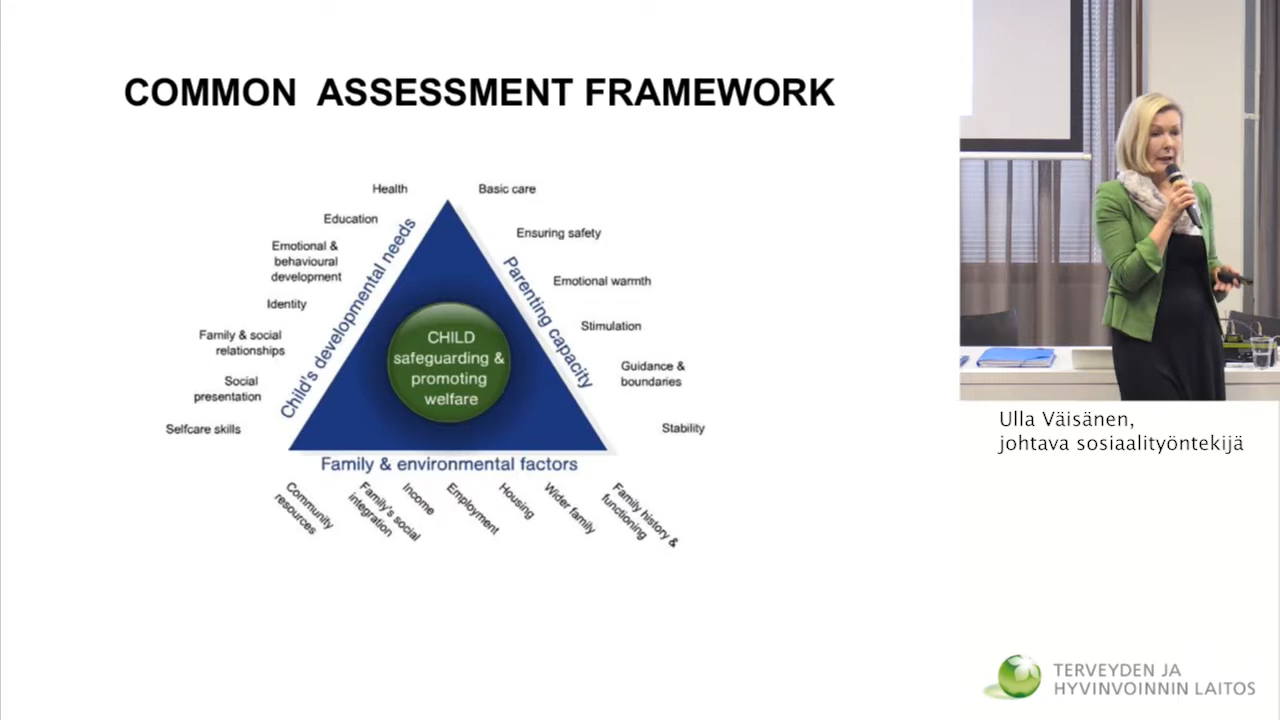 COMMON ASSESSMENT FRAMEWORK
Health
Education
Emotional &
behavioural
development
Identity
Family & social
relationships
Social
presentation
Selfcare skills
Child's developmental needs
Basic care
Ensuring safety
Emotional warmth
Stimulation
Guidance &
boundaries
Stability
Parenting capacity
CHILD
safeguarding &
promoting
welfare
Family & environmental factors
Community
resources
Family's social
integration
Income
Employment
Housing
Wider family
Family history &
functioning
Ulla Väisänen,
johtava sosiaalityöntekijä
TERVEYDEN JA
HYVINVOINNIN LAITOS